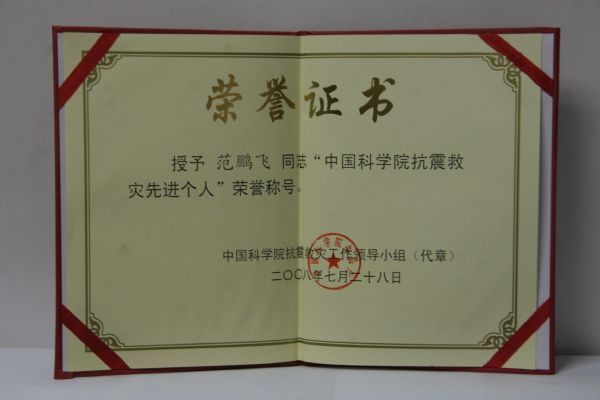 荣誉证书
授予 范鹏飞 同志“中国科学院抗震救
灾先进个人”荣誉称号。
中国科学院抗震救灾工作领导小组（代章）
二〇〇八年七月二十八日